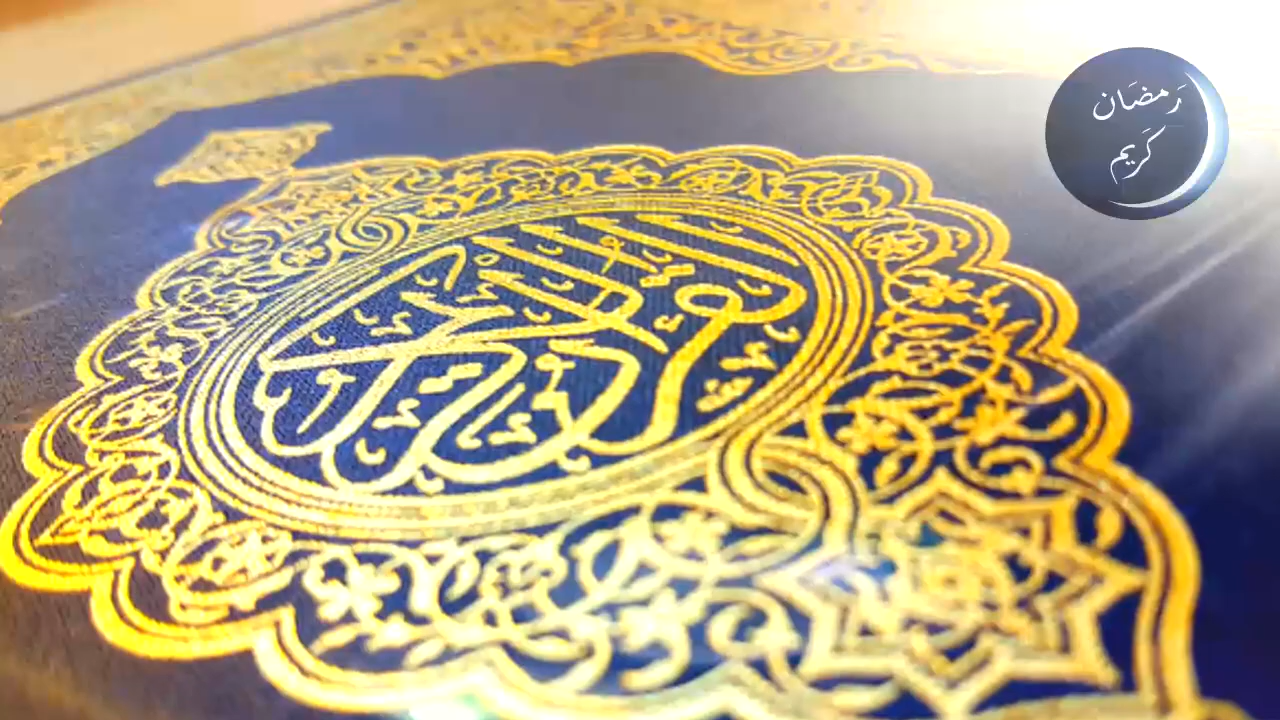 القرآن الكريم
رَمضَان
كَريم